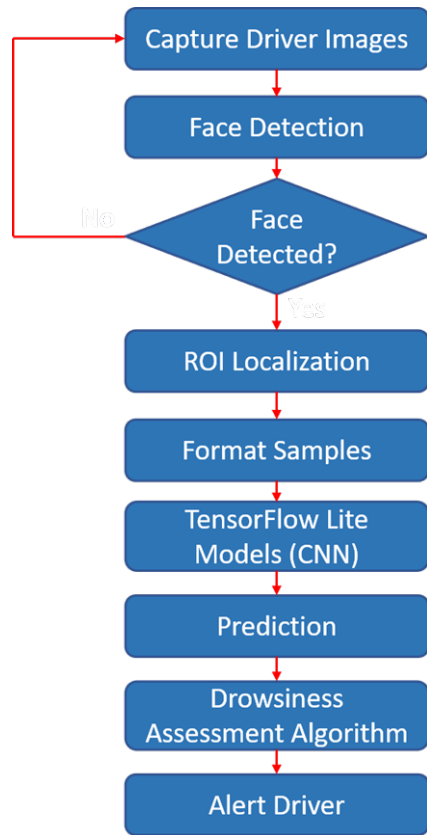 Capture Driver Images
Face Detection
Face
Detected?
No
Yes
ROI Localization
Format Samples
TensorFlow Lite
Models (CNN)
Prediction
Drowsiness
Assessment Algorithm
Alert Driver